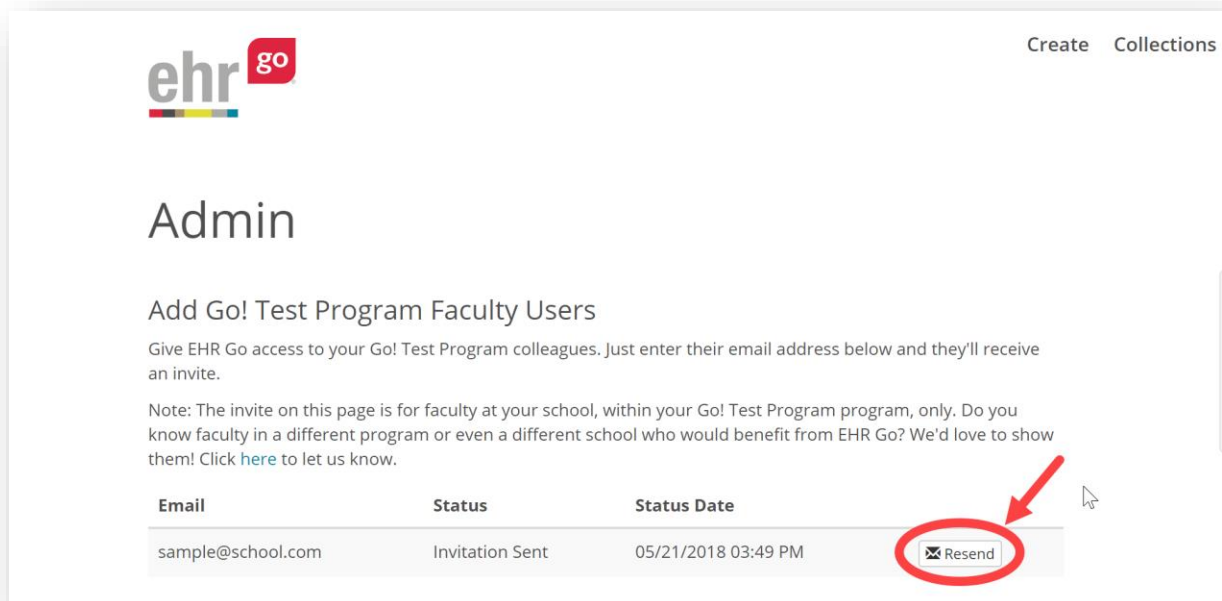 ehr go
Create Collections
Admin
Add Go! Test Program Faculty Users
Give EHR Go access to your Go! Test Program colleagues. Just enter their email address below and they'll receive
an invite.
Note: The invite on this page is for faculty at your school, within your Go! Test Program program, only. Do you
know faculty in a different program or even a different school who would benefit from EHR Go? We'd love to show
them! Click here to let us know.
Email Status Status Date
sample@school.com Invitation Sent 05/21/2018 03:49 PM Resend